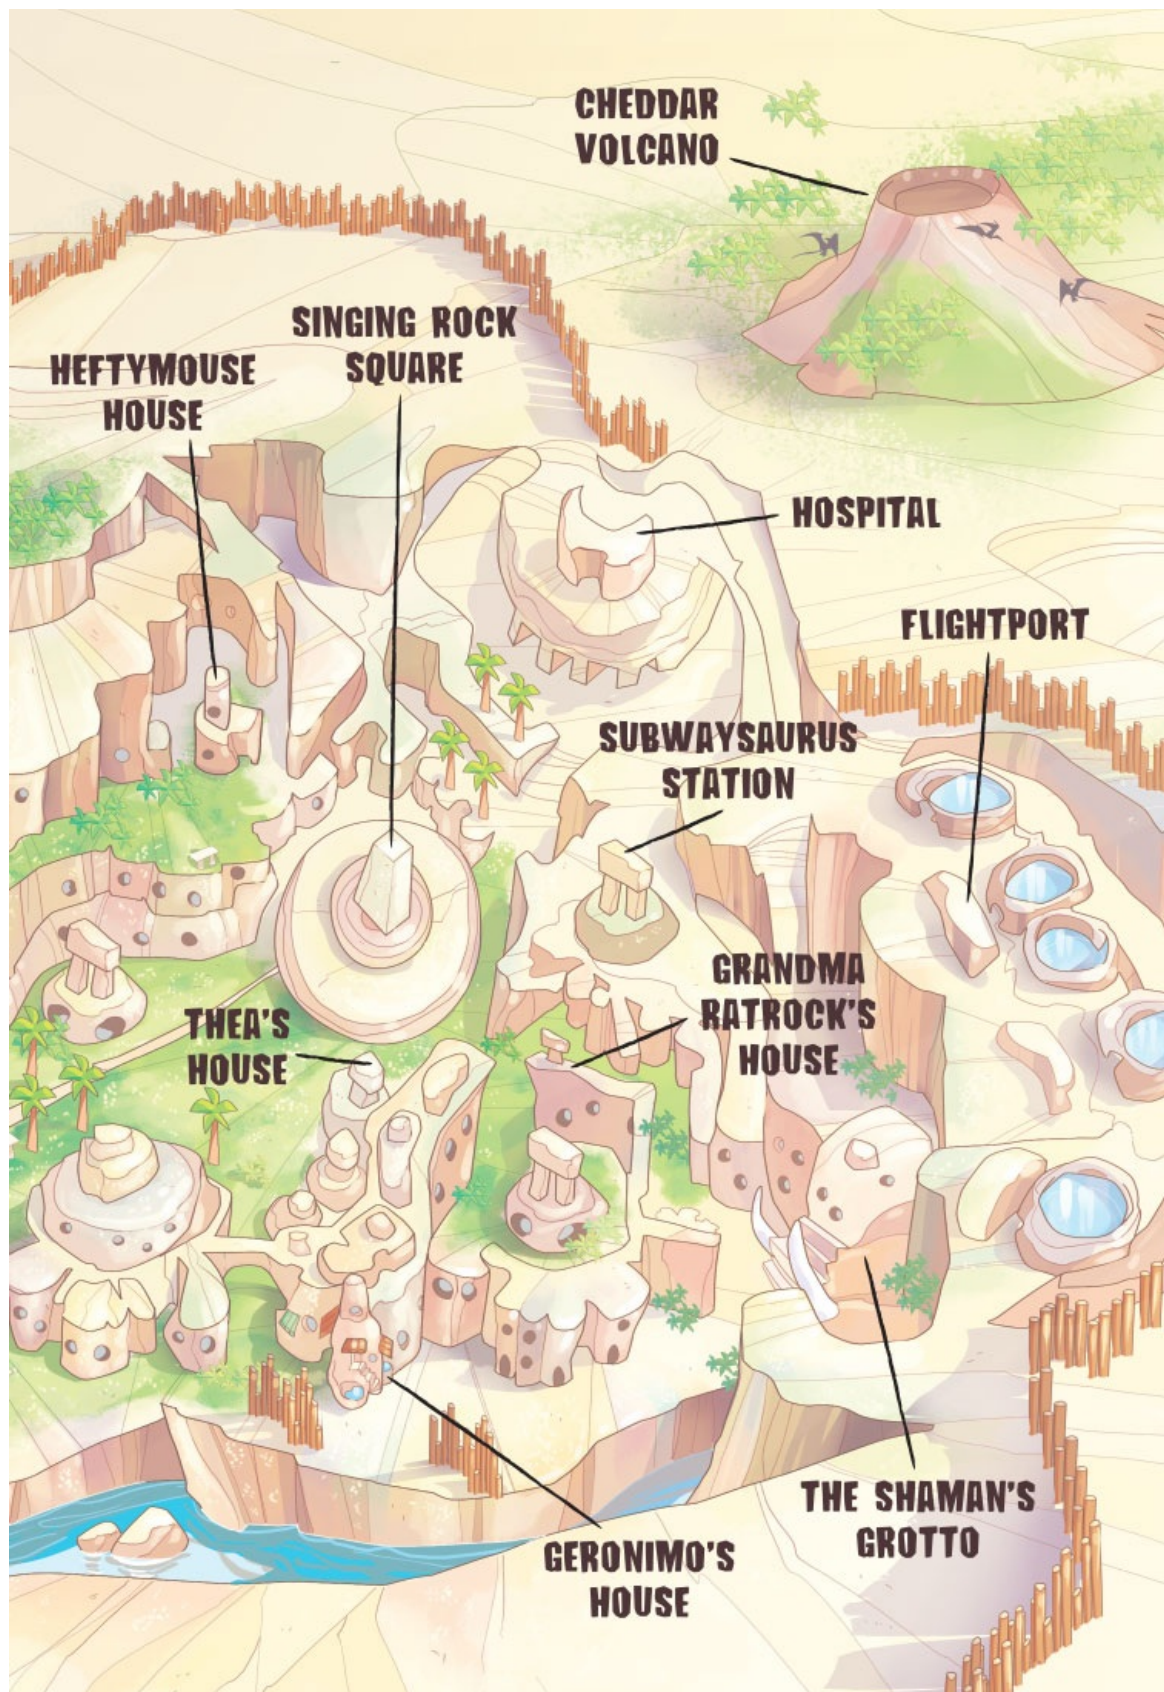 CHEDDAR
VOLCANO
SINGING ROCK
SQUARE
HEFTYMOUSE
HOUSE
HOSPITAL
FLIGHTPORT
SUBWAYSAURUS
STATION
GRANDMA
RATROCK'S
HOUSE
THEA'S
HOUSE
THE SHAMAN'S
GROTTO
GERONIMO'S
HOUSE